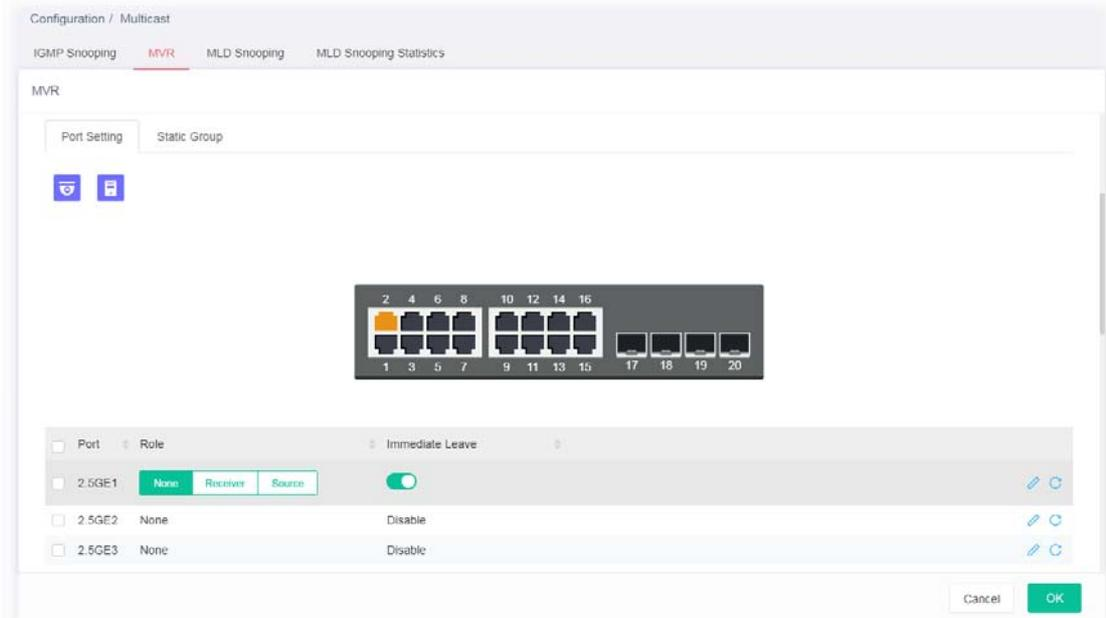 Configuration / Multicast
IGMP Snooping MVR MLD Snooping MLD Snooping Statistics
MVR
Port Setting Static Group
2 4 6 8 10 12 14 16
1 3 5 7 9 11 13 15 17 18 19 20
Port Role Immediate Leave
2.5GE1 None Receiver Source
2.5GE2 None Disable
2.5GE3 None Disable
Cancel OK